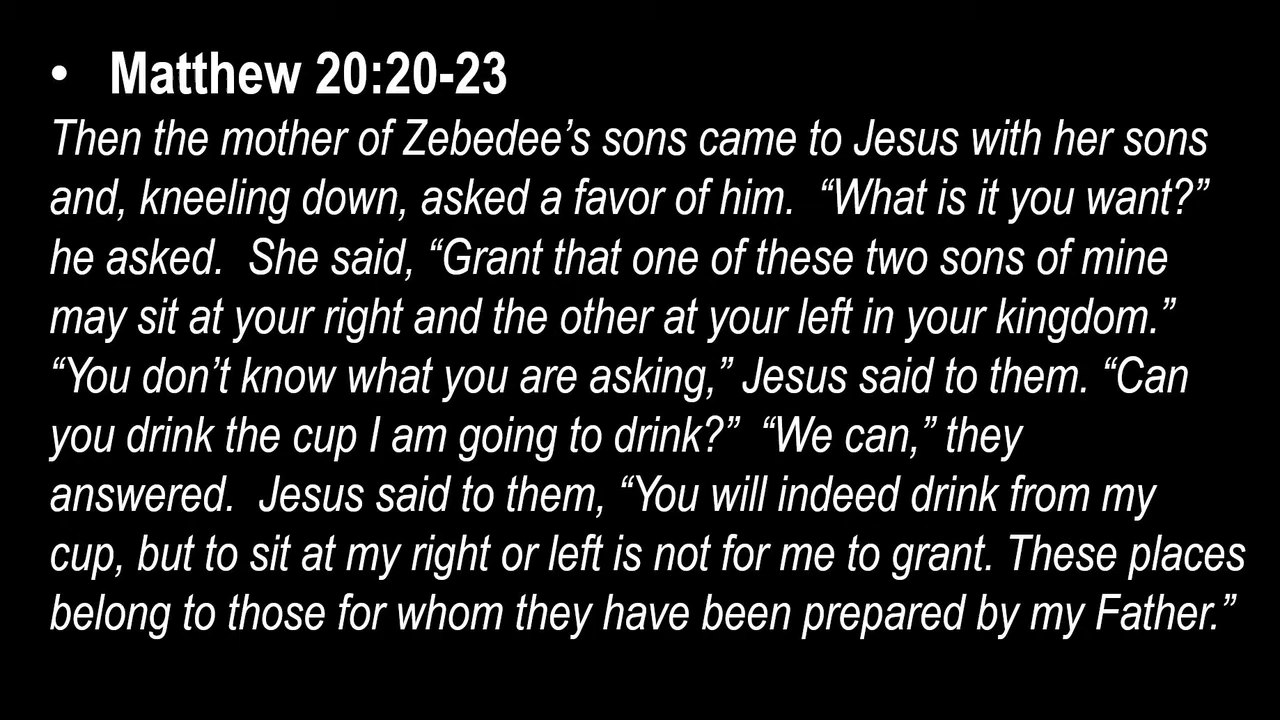 • Matthew 20:20-23
Then the mother of Zebedee’s sons came to Jesus with her sons
and, kneeling down, asked a favor of him.  “What is it you want?”
he asked.  She said, “Grant that one of these two sons of mine
may sit at your right and the other at your left in your kingdom.”
“You don’t know what you are asking,” Jesus said to them. “Can
you drink the cup I am going to drink?”  “We can,” they
answered.  Jesus said to them, “You will indeed drink from my
cup, but to sit at my right or left is not for me to grant. These places
belong to those for whom they have been prepared by my Father.”